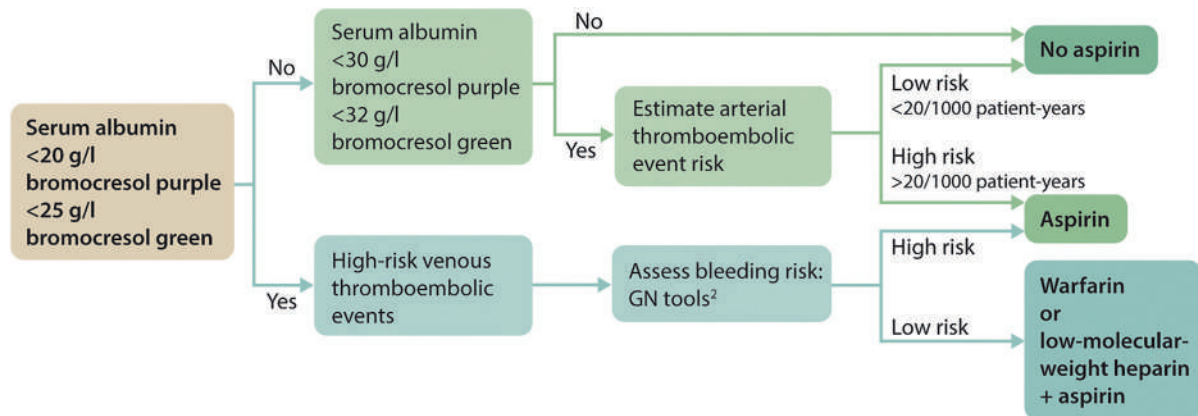 Serum albumin
<20 g/l
bromocresol purple
<25 g/l
bromocresol green
No
Yes
Serum albumin
<30 g/l
bromocresol purple
<32 g/l
bromocresol green
No
Yes
Estimate arterial
thromboembolic
event risk
Low risk
<20/1000 patient-years
High risk
>20/1000 patient-years
No aspirin
Aspirin
High-risk venous
thromboembolic
events
Assess bleeding risk:
GN tools²
High risk
Low risk
Warfarin
or
low-molecular-
weight heparin
+ aspirin